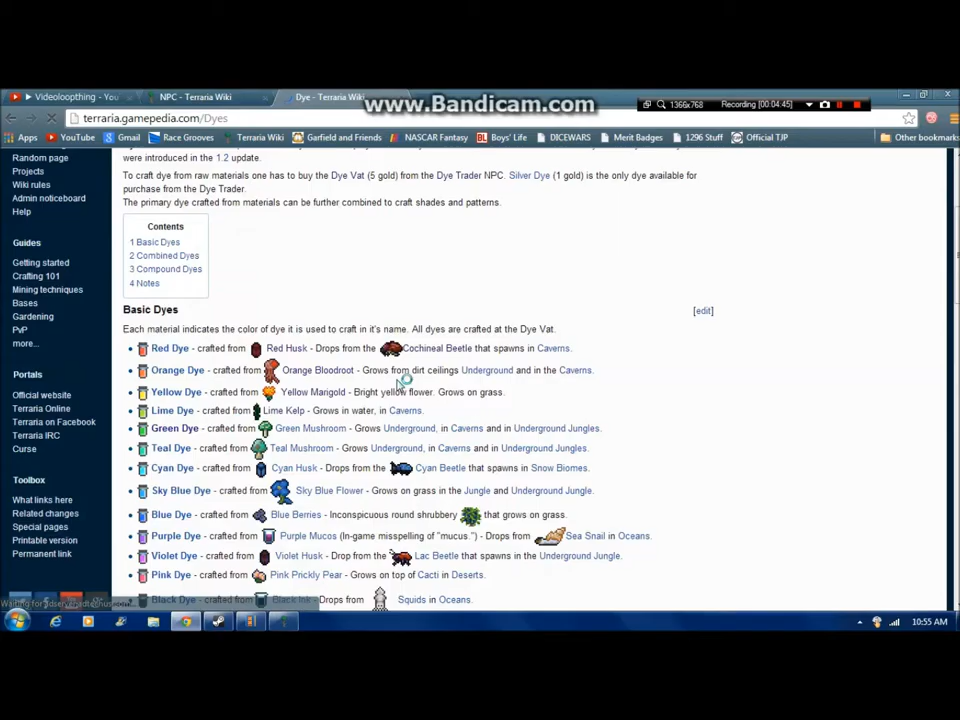 Videoloopthing - You
NPC - Terraria Wiki
Dye - Terraria Wiki
www.Bandicam.com
1366x768
Recording [00:04:45]
terraria.gamepedia.com/Dyes
Apps
YouTube
Gmail
Race Grooves
Terraria Wiki
Garfield and Friends
NASCAR Fantasy
BL
Boys' Life
DICEWARS
Merit Badges
1296 Stuff
Official TJP
Other bookmarks
Random page
Projects
Wiki rules
Admin noticeboard
Help
Guides
Getting started
Crafting 101
Mining techniques
Bases
Gardening
PvP
more...
Portals
Official website
Terraria Online
Terraria on Facebook
Terraria IRC
Curse
Toolbox
What links here
Related changes
Special pages
Printable version
Permanent link
were introduced in the 1.2 update.
To craft dye from raw materials one has to buy the Dye Vat (5 gold) from the Dye Trader NPC. Silver Dye (1 gold) is the only dye available for
purchase from the Dye Trader.
The primary dye crafted from materials can be further combined to craft shades and patterns.
Contents
1 Basic Dyes
2 Combined Dyes
3 Compound Dyes
4 Notes
Basic Dyes
[edit]
Each material indicates the color of dye it is used to craft in it's name. All dyes are crafted at the Dye Vat.
Red Dye - crafted from Red Husk - Drops from the Cochineal Beetle that spawns in Caverns.
Orange Dye - crafted from Orange Bloodroot - Grows from dirt ceilings Underground and in the Caverns.
Yellow Dye - crafted from Yellow Marigold - Bright yellow flower. Grows on grass.
Lime Dye - crafted from Lime Kelp - Grows in water, in Caverns.
Green Dye - crafted from Green Mushroom - Grows Underground, in Caverns and in Underground Jungles.
Teal Dye - crafted from Teal Mushroom - Grows Underground, in Caverns and in Underground Jungles.
Cyan Dye - crafted from Cyan Husk - Drops from the Cyan Beetle that spawns in Snow Biomes.
Sky Blue Dye - crafted from Sky Blue Flower - Grows on grass in the Jungle and Underground Jungle.
Blue Dye - crafted from Blue Berries - Inconspicuous round shrubbery that grows on grass.
Purple Dye - crafted from Purple Mucos (In-game misspelling of "mucus.") - Drops from Sea Snail in Oceans.
Violet Dye - crafted from Violet Husk - Drop from the Lac Beetle that spawns in the Underground Jungle.
Pink Dye - crafted from Pink Prickly Pear - Grows on top of Cacti in Deserts.
Black Dye - crafted from Black Ink - Drops from Squids in Oceans.
10:55 AM